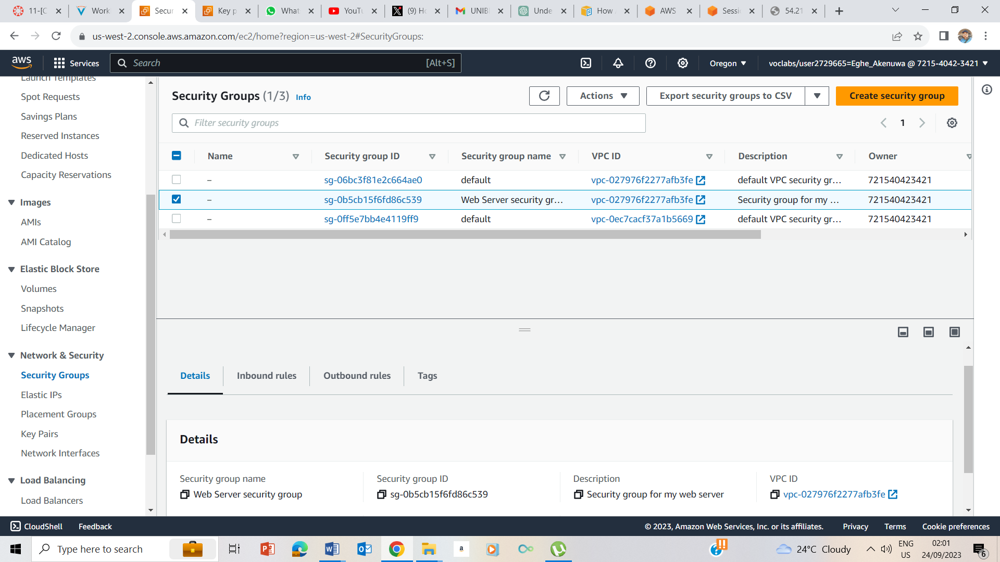 11-[C
Work
Secur
Key p
What
YouTu
(9) Ho
UNIBI
Unde
How
AWS
Sessi
54.21
us-west-2.console.aws.amazon.com/ec2/home?region=us-west-2#SecurityGroups:
aws
Services
Search
[Alt+S]
Oregon
voclabs/user2729665=Eghe_Akenuwa @ 7215-4042-3421
Launch Templates
Spot Requests
Savings Plans
Reserved Instances
Dedicated Hosts
Capacity Reservations
Images
AMIs
AMI Catalog
Elastic Block Store
Volumes
Snapshots
Lifecycle Manager
Network & Security
Security Groups
Elastic IPs
Placement Groups
Key Pairs
Network Interfaces
Load Balancing
Load Balancers
Security Groups (1/3) Info
Actions
Export security groups to CSV
Create security group
Filter security groups
1
Name Security group ID Security group name VPC ID Description Owner
– sg-06bc3f81e2c664ae0 default vpc-027976f2277afb3fe default VPC security gr... 721540423421
– sg-0b5cb15f6fd86c539 Web Server security gr... vpc-027976f2277afb3fe Security group for my ... 721540423421
– sg-0ff5e7bb4e4119ff9 default vpc-0ec7cacf37a1b5669 default VPC security gr... 721540423421
Details Inbound rules Outbound rules Tags
Details
Security group name Security group ID Description VPC ID
Web Server security group sg-0b5cb15f6fd86c539 Security group for my web server vpc-027976f2277afb3fe
CloudShell Feedback © 2023, Amazon Web Services, Inc. or its affiliates. Privacy Terms Cookie preferences
Type here to search
a
24°C Cloudy
ENG
US
02:01
24/09/2023
6